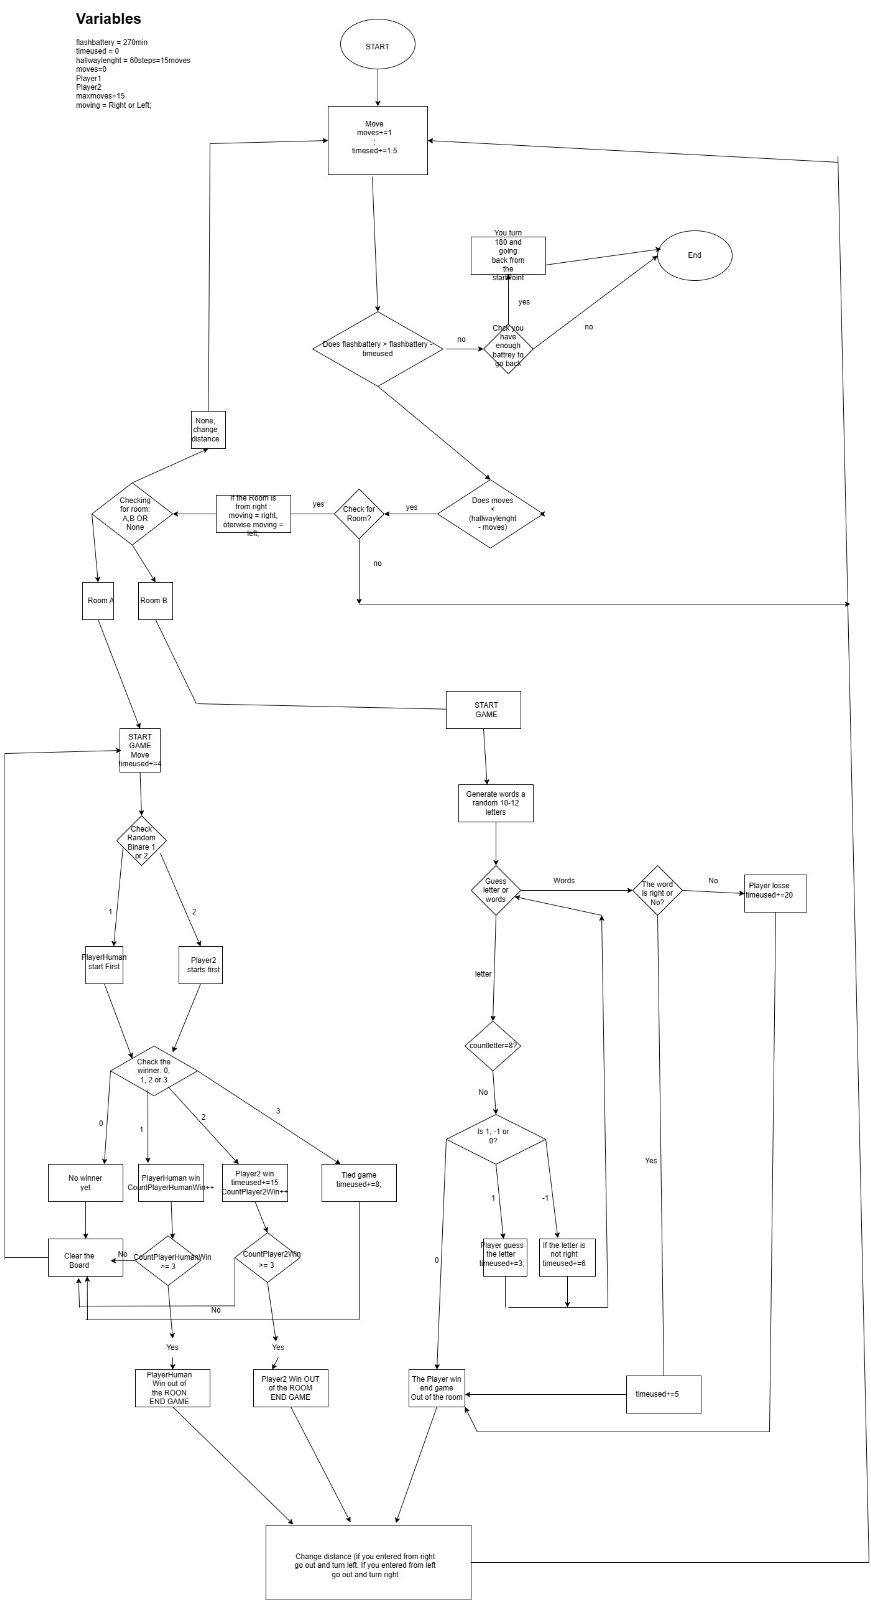 Variables
flashbattery = 270min
timeused = 0
hallwaylenght = 60steps=15moves
moves=0
Player1
Player2
maxmoves=15
moving = Right or Left;
START
Move
moves+=1
;
timesed+=1.5
You turn
180 and
going
back from
the
startpoint
End
yes
no
Does flashbattery > flashbattery -
timeused
no
Chck you
have
enough
battrey to
go back
None,
change
distance
Checking
for room:
A,B OR
None
If the Room is
from right :
moving = right,
oterwise moving =
left;
yes
Check for
Room?
yes
Does moves
<
(hallwaylenght
- moves)
no
Room A
Room B
START
GAME
START
GAME
Move
timeused+=4
Generate words a
random 10-12
letters
Check
Random
Binare 1
or 2
Guess
letter or
words
Words
The word
is right or
No?
No
Player losse
timeused+=20
1
2
PlayerHuman
start First
Player2
starts first
letter
countletter=8?
Check the
winner: 0,
1, 2 or 3
No
0
1
2
3
Is 1, -1 or
0?
Yes
No winner
yet
PlayerHuman win
CountPlayerHumanWin++
Player2 win
timeused+=15
CountPlayer2Win++
Tied game
timeused+=8;
1
-1
0
Clear the
Board
No
CountPlayerHumanWin
>= 3
CountPlayer2Win
>= 3
Player guess
the letter
timeused+=3;
If the letter is
not right
timeused+=6
No
Yes
Yes
PlayerHuman
Win out of
the ROON
END GAME
Player2 Win OUT
of the ROOM
END GAME
The Player win
end game
Out of the room
timeused+=5
Change distance (if you entered from right
go out and turn left. If you entered from left
go out and turn right